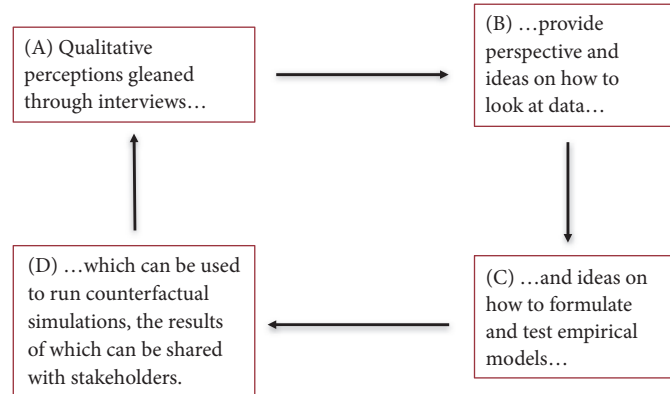 (A) Qualitative
perceptions gleaned
through interviews…
(B) …provide
perspective and
ideas on how to
look at data…
(C) …and ideas on
how to formulate
and test empirical
models…
(D) …which can be used
to run counterfactual
simulations, the results
of which can be shared
with stakeholders.